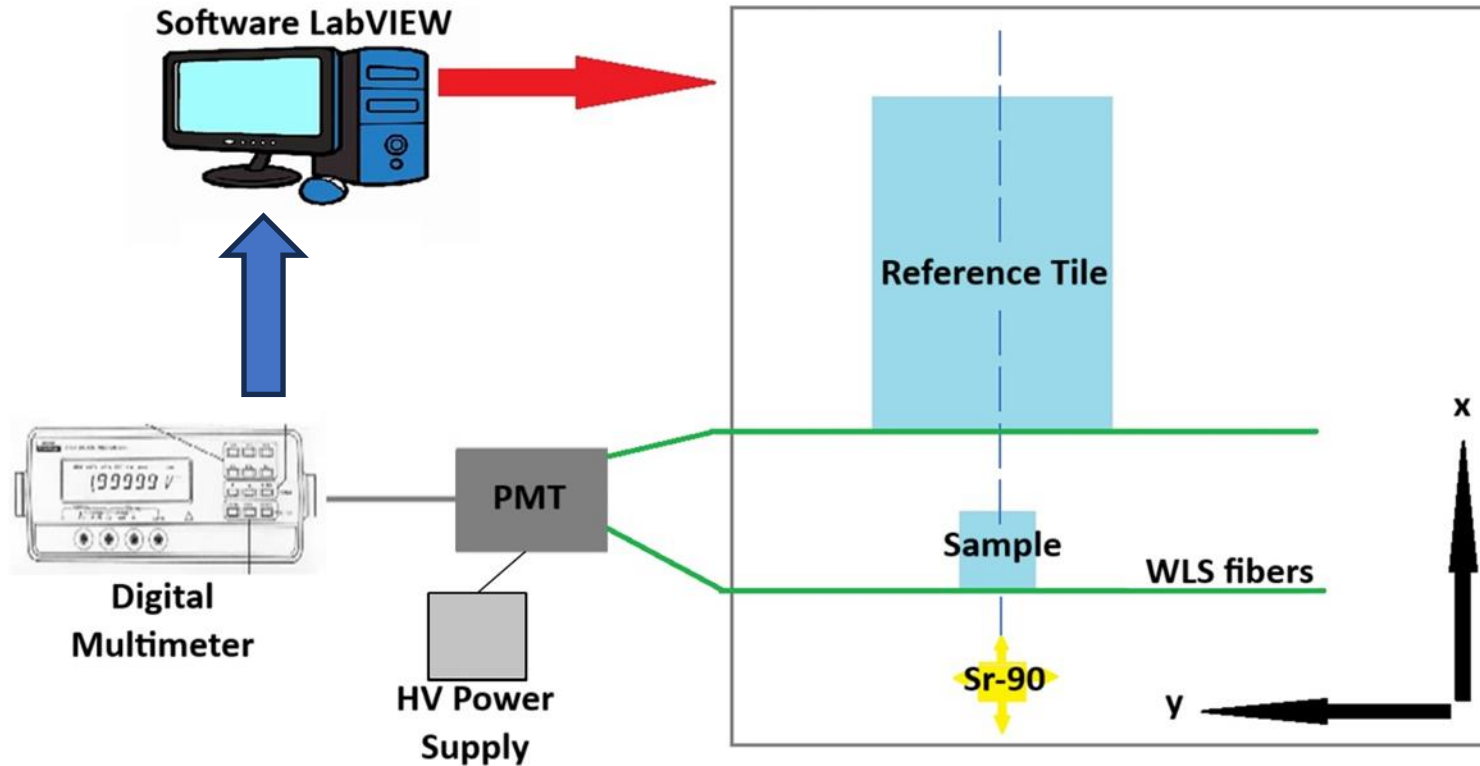 Software LabVIEW
Reference Tile
x
PMT
Sample
WLS fibers
Digital
Multimeter
HV Power
Supply
Sr-90
y